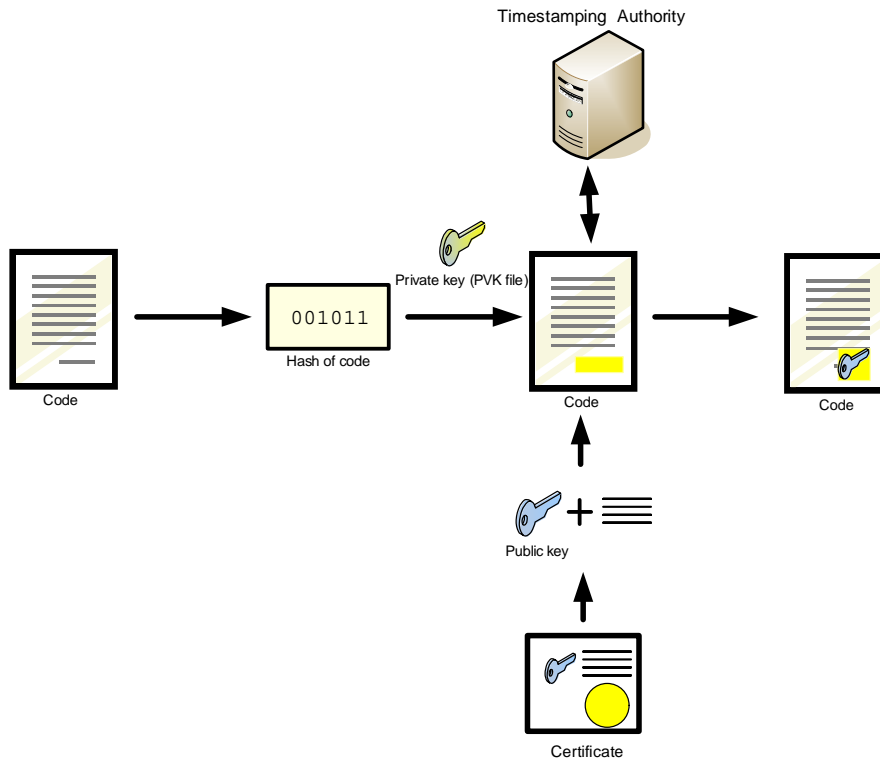 Timestamping Authority
Private key (PVK file)
001011
Hash of code
Code
Code
Code
Public key
Certificate